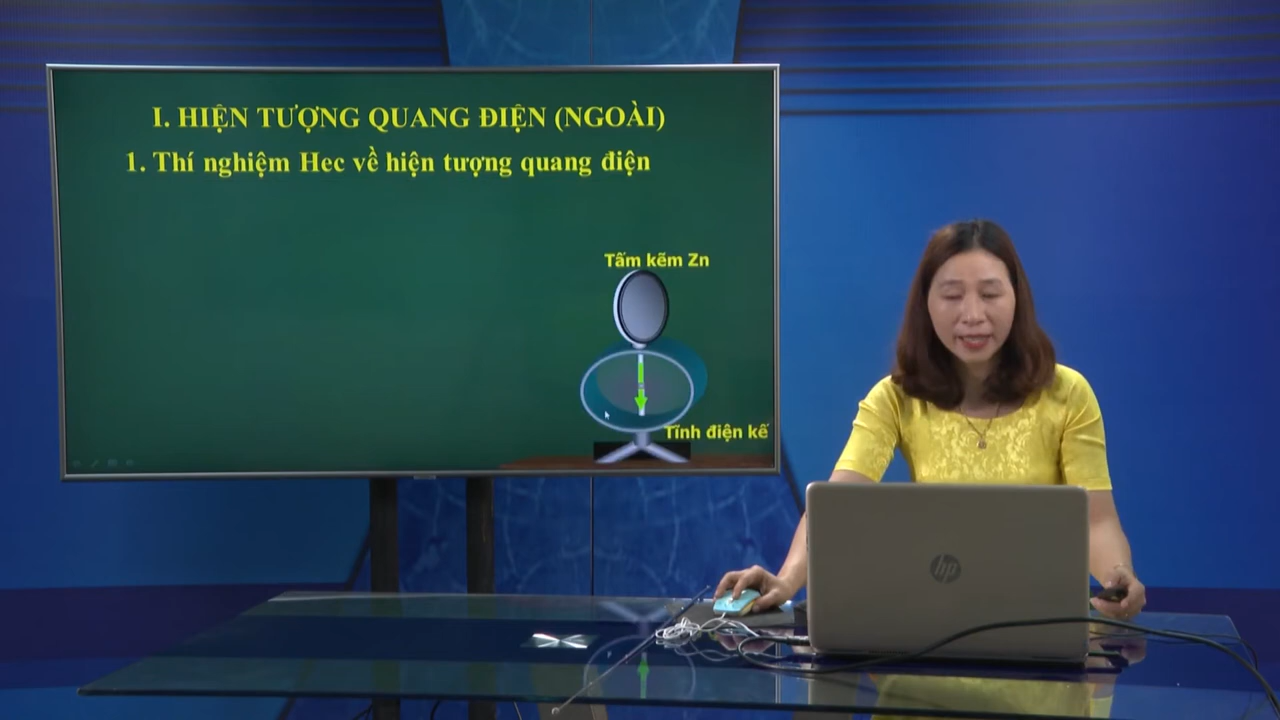 I. HIỆN TƯỢNG QUANG ĐIỆN (NGOÀI)
1. Thí nghiệm Hec về hiện tượng quang điện
Tấm kẽm Zn
Tĩnh điện kế
hp